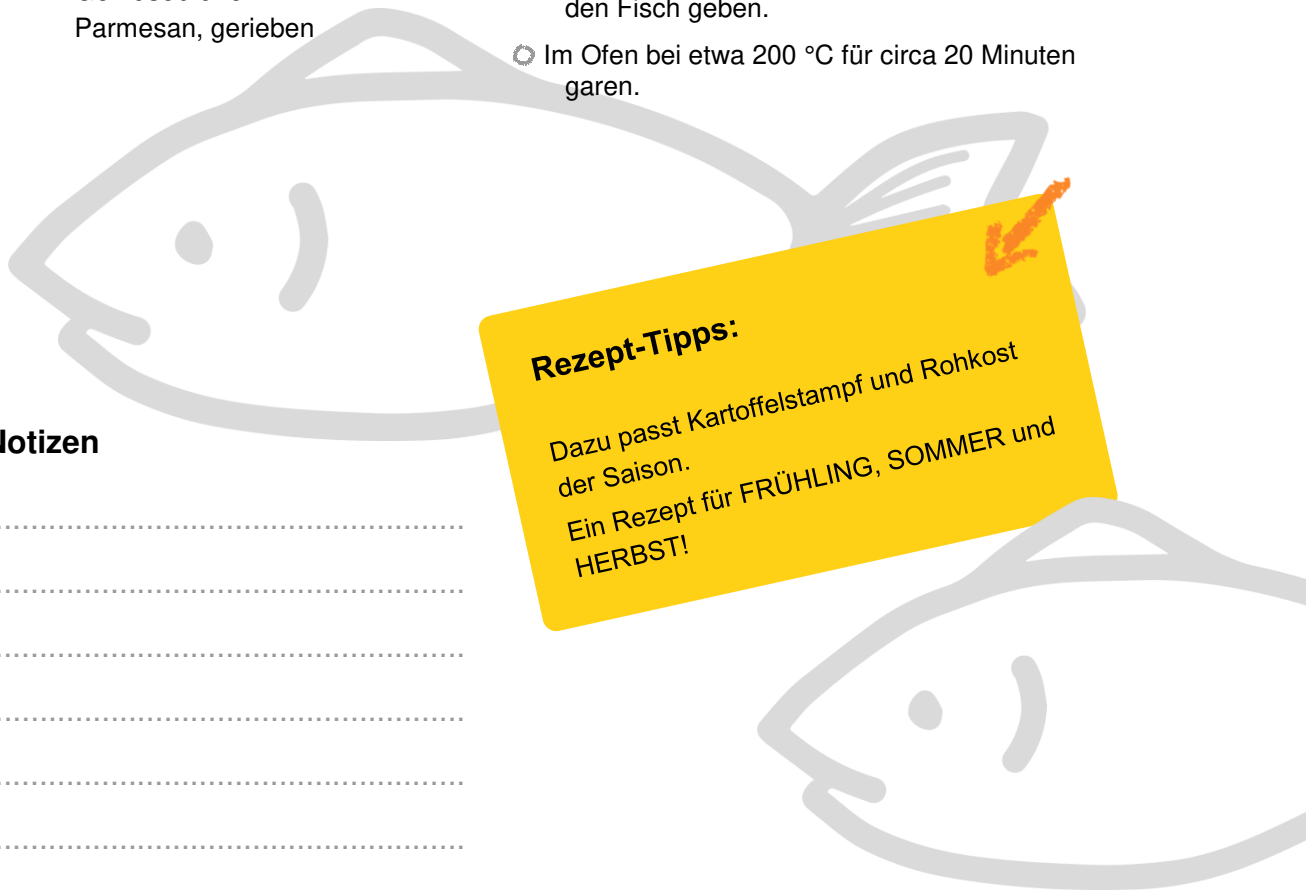 Parmesan, gerieben
den Fisch geben.
Im Ofen bei etwa 200 °C für circa 20 Minuten
garen.
Rezept-Tipps:
Dazu passt Kartoffelstampf und Rohkost
der Saison.
Ein Rezept für FRÜHLING, SOMMER und
HERBST!
Notizen